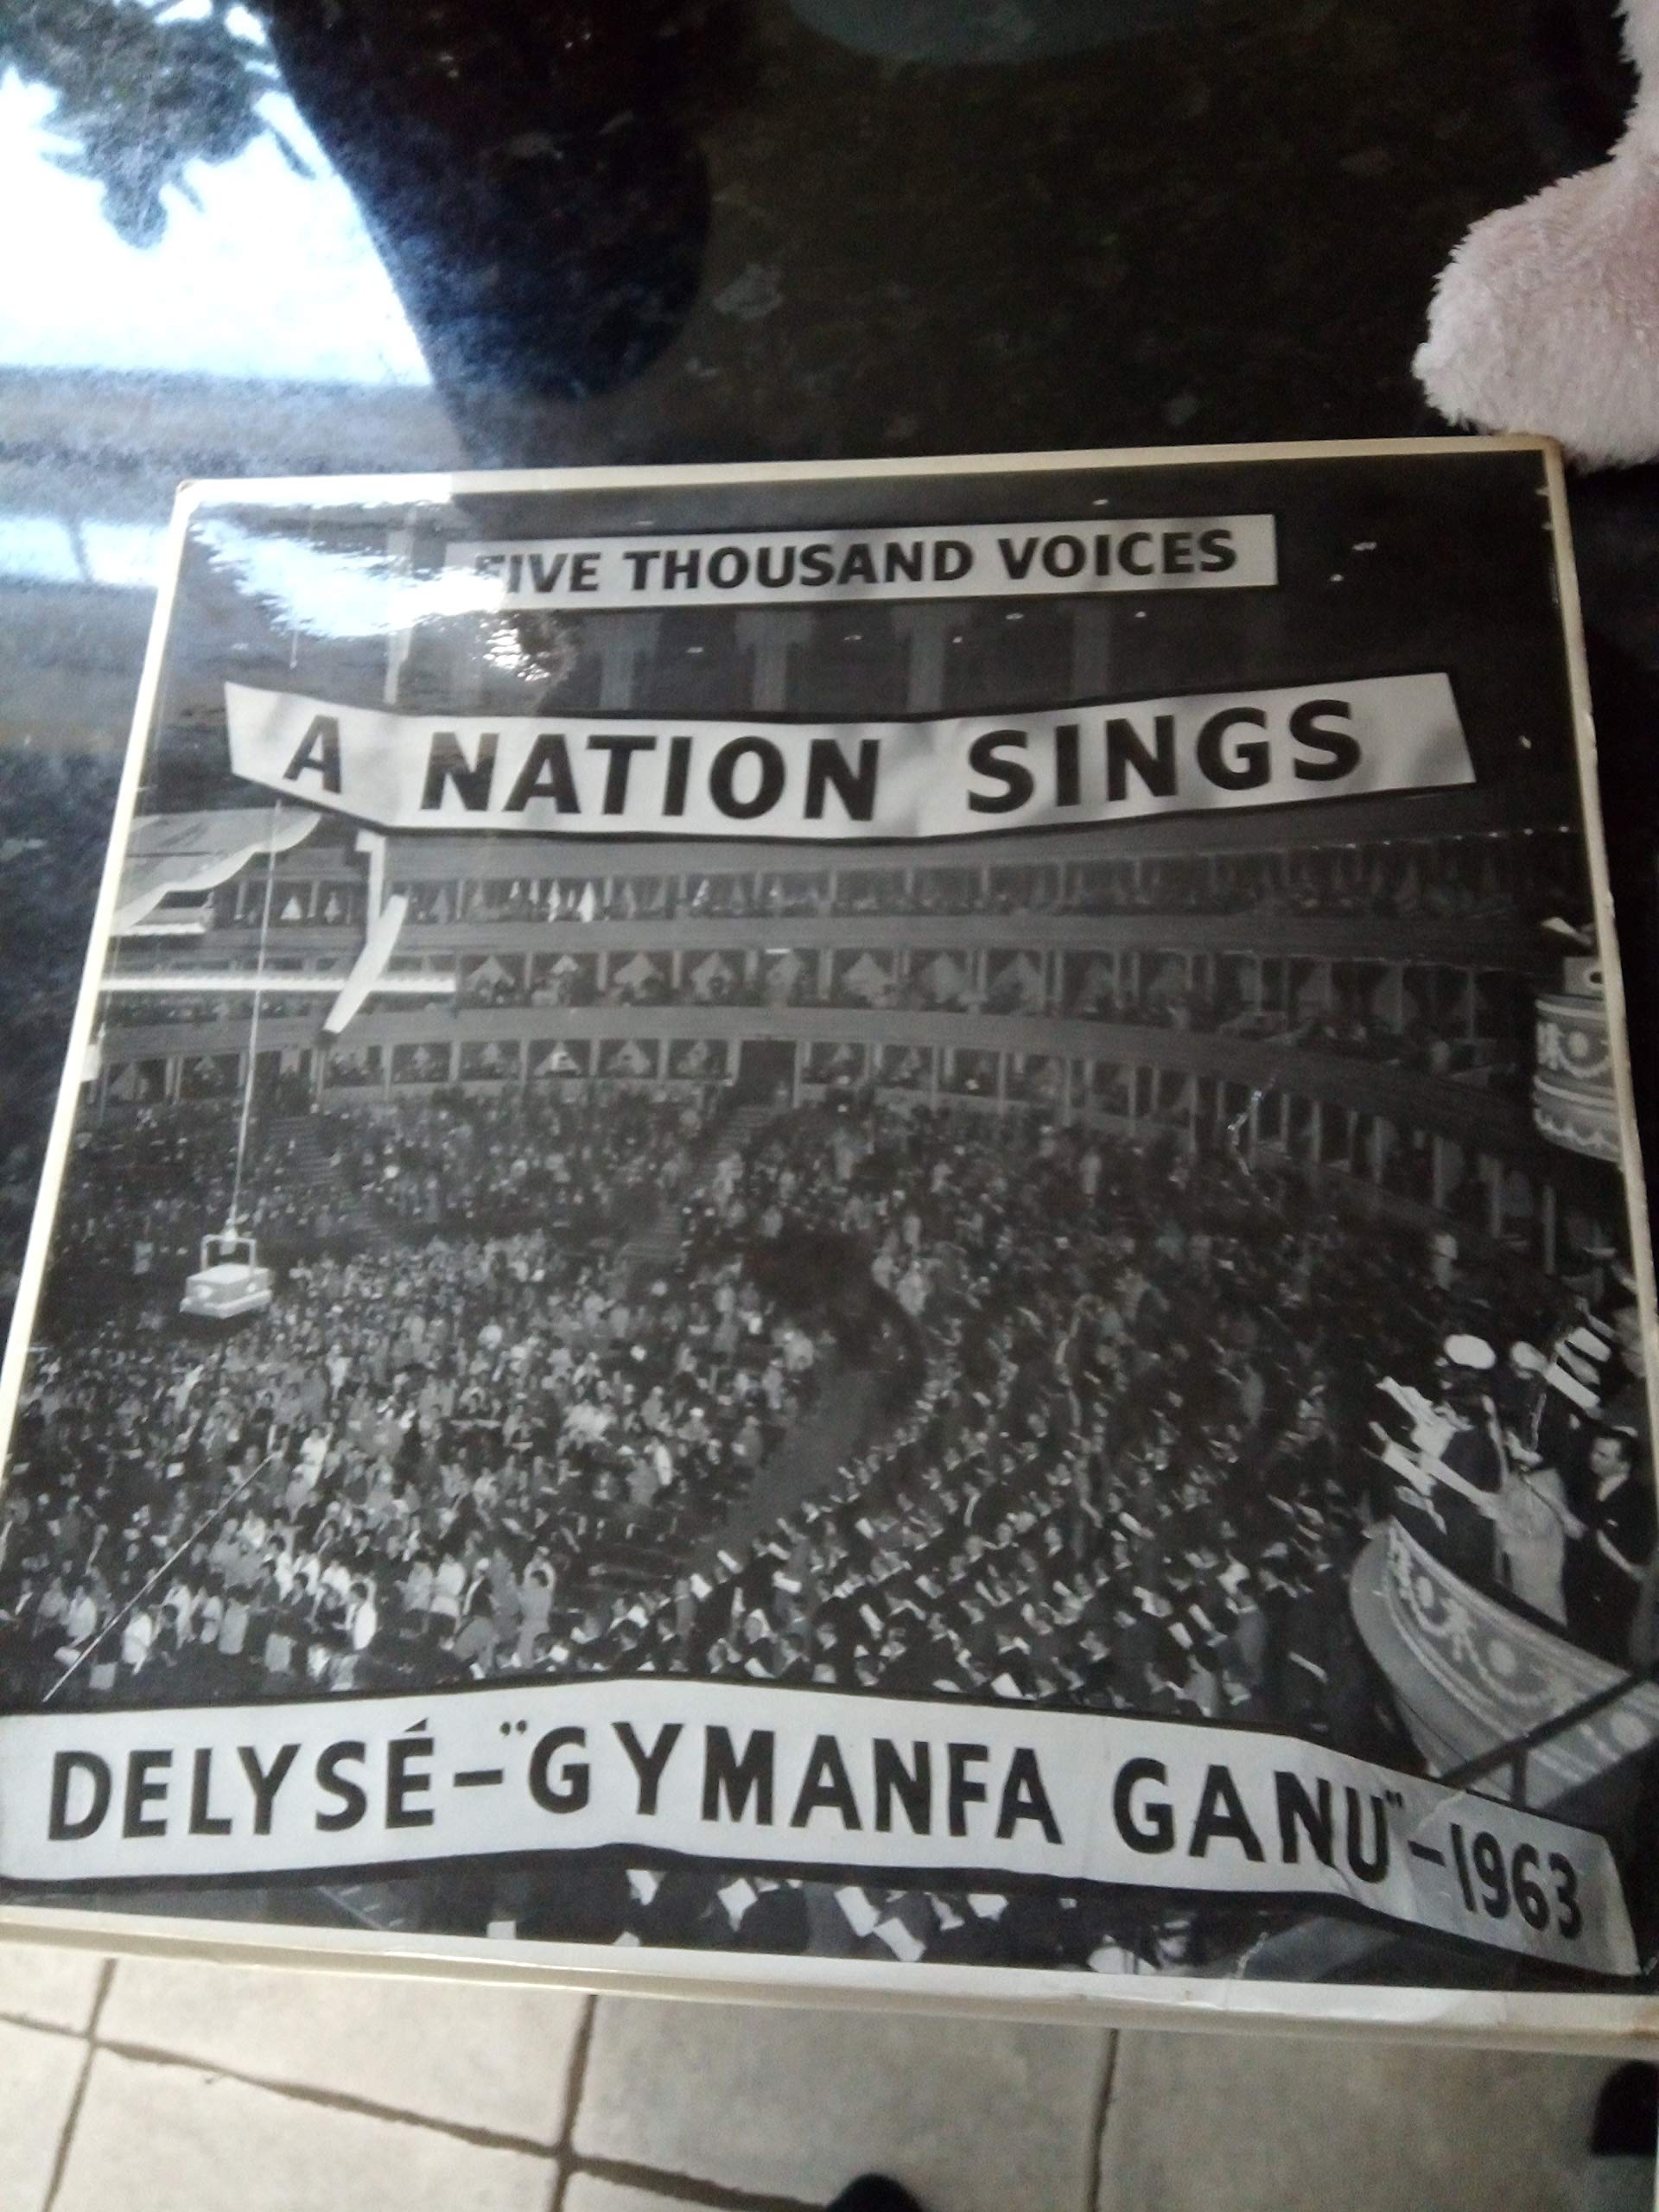 FIVE THOUSAND VOICES
A NATION SINGS
DELYSÉ-"GYMANFA GANU"-1963